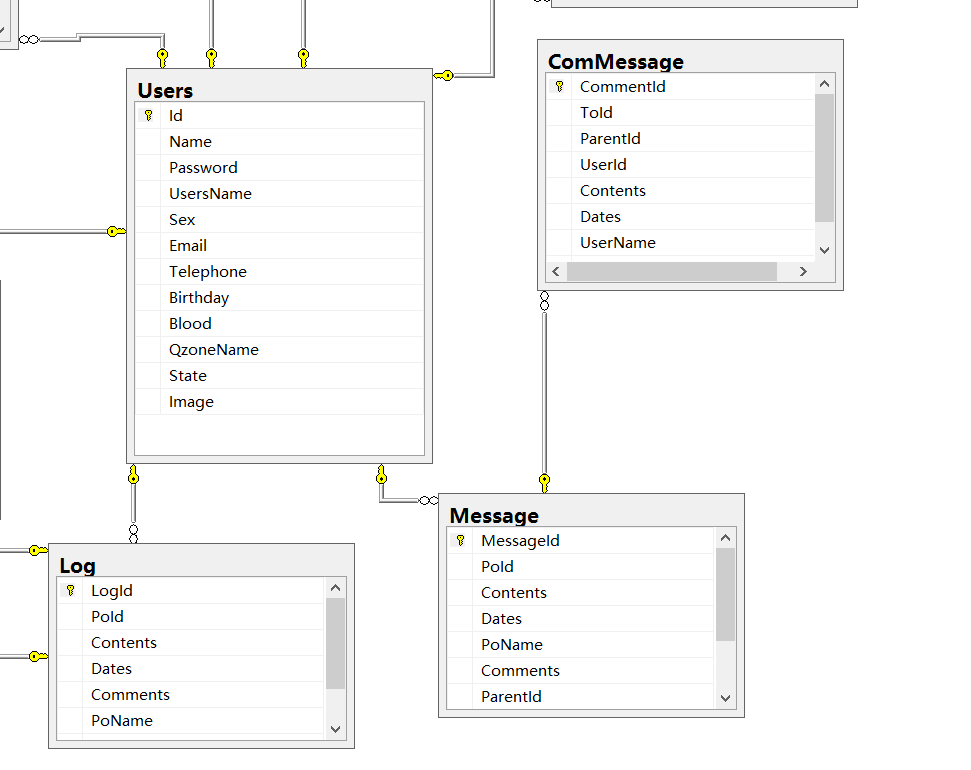 Users
Id
Name
Password
UsersName
Sex
Email
Telephone
Birthday
Blood
QzoneName
State
Image
ComMessage
CommentId
ToId
ParentId
UserId
Contents
Dates
UserName
Log
LogId
PoId
Contents
Dates
Comments
PoName
Message
MessageId
PoId
Contents
Dates
PoName
Comments
ParentId